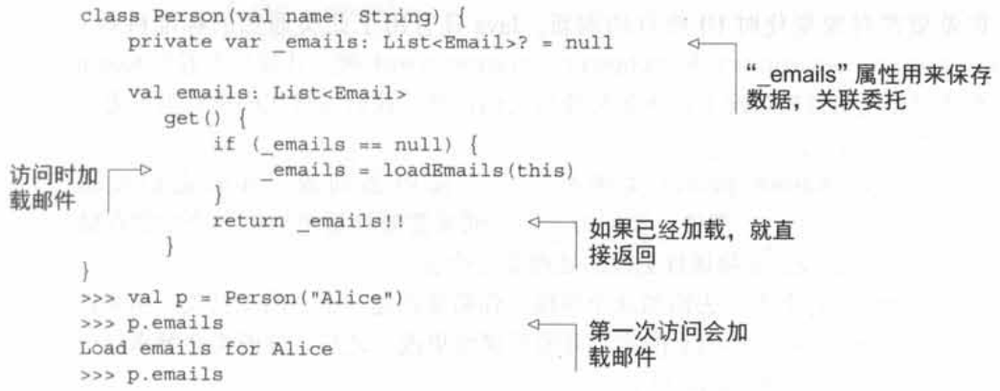 class Person(val name: String) {
private var _emails: List<Email>? = null
"_emails" 属性用来保存
数据，关联委托
val emails: List<Email>
get() {
if (_emails == null) {
访问时加
载邮件
_emails = loadEmails(this)
}
return _emails!!
如果已经加载，就直
接返回
}
}
>>> val p = Person("Alice")
>>> p.emails
第一次访问会加
载邮件
Load emails for Alice
>>> p.emails